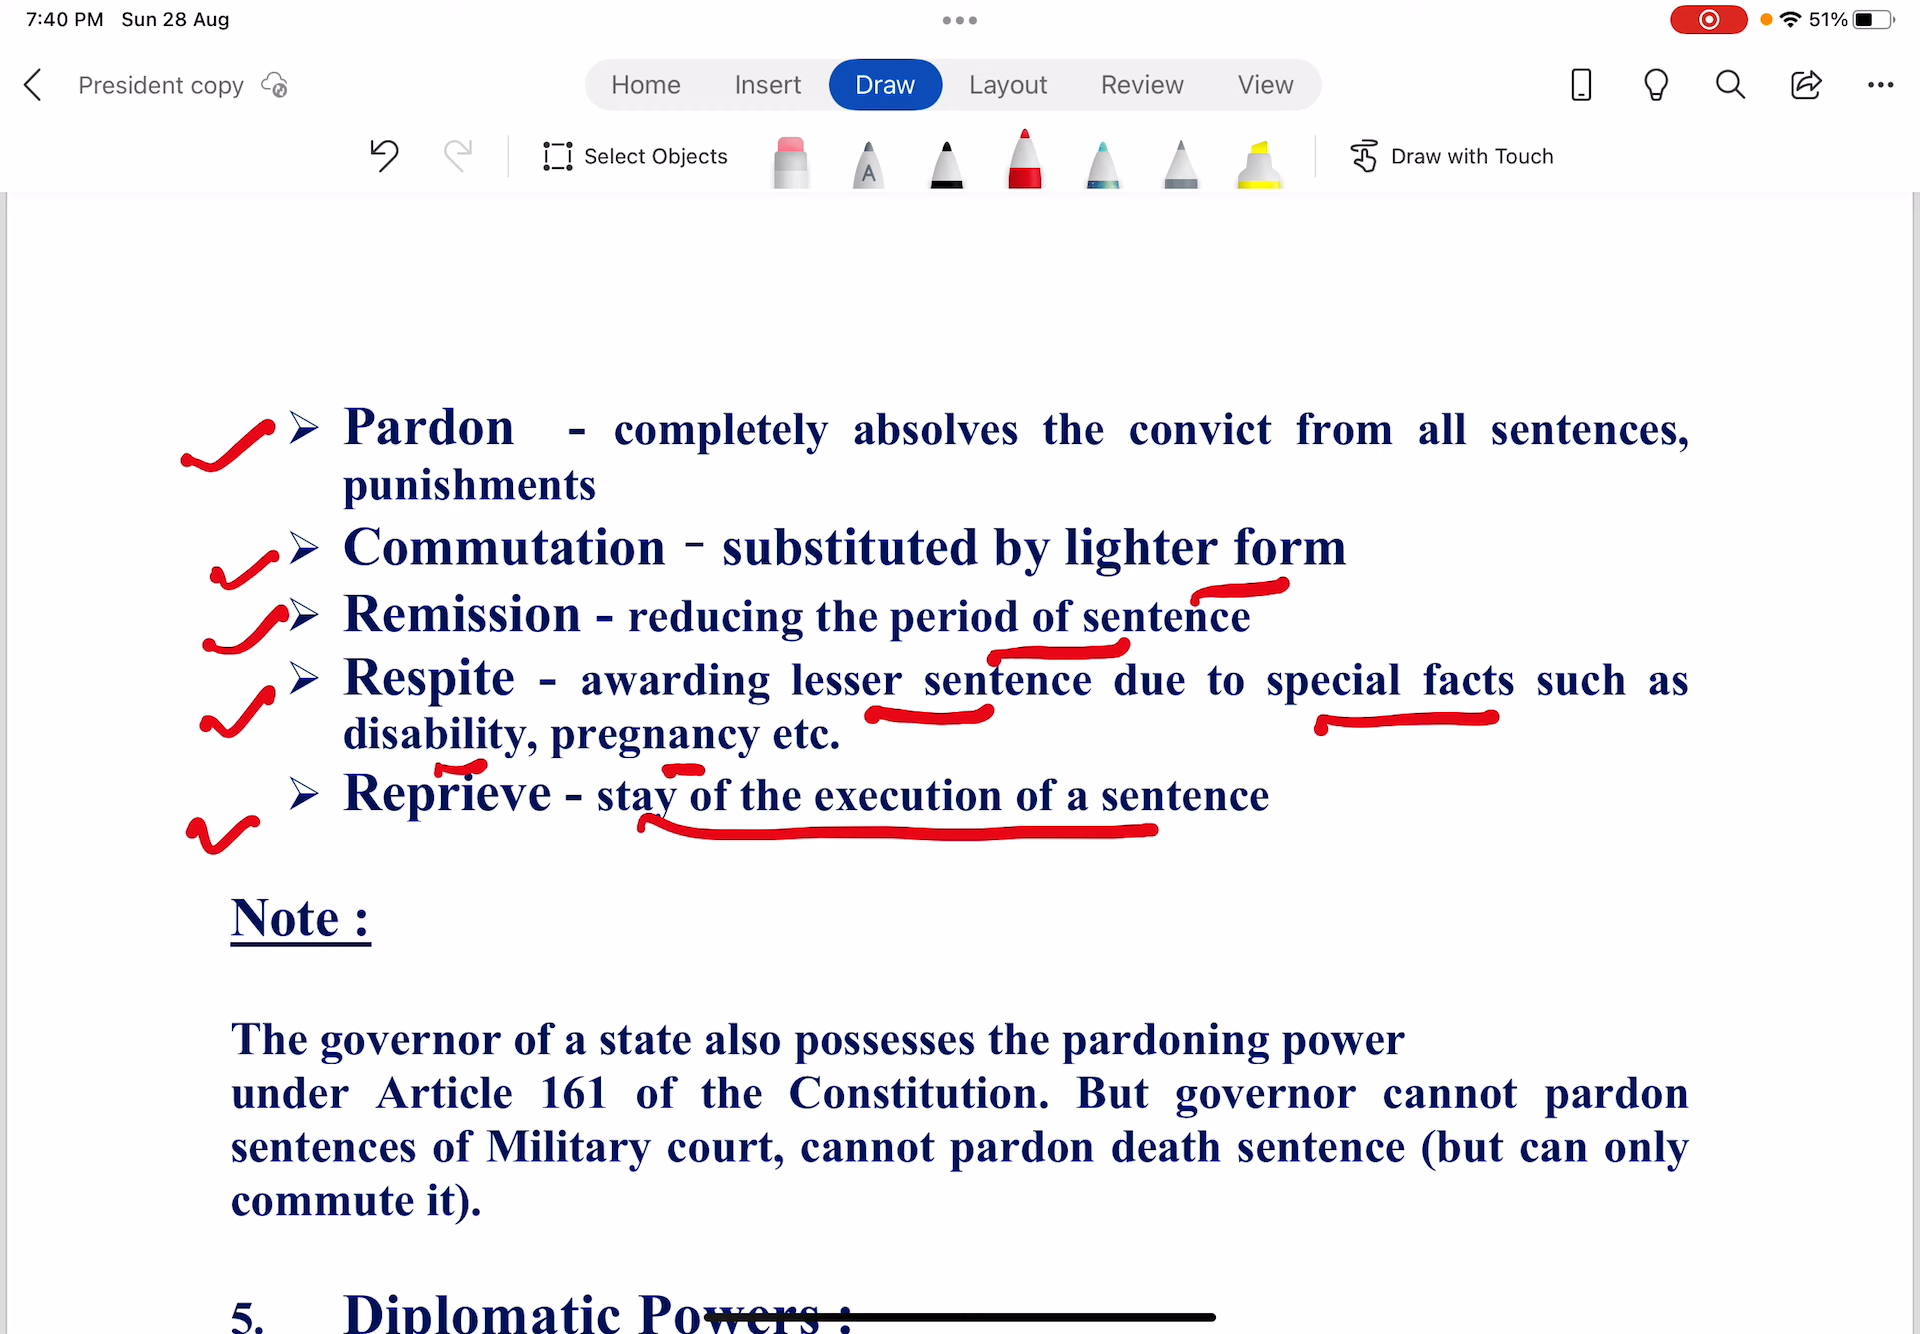 7:40 PM Sun 28 Aug
51%
President copy
Home Insert Draw Layout Review View
Select Objects
A
Draw with Touch
➢ Pardon - completely absolves the convict from all sentences,
punishments
➢ Commutation - substituted by lighter form
➢ Remission - reducing the period of sentence
➢ Respite - awarding lesser sentence due to special facts such as
disability, pregnancy etc.
➢ Reprieve - stay of the execution of a sentence
Note :
The governor of a state also possesses the pardoning power
under Article 161 of the Constitution. But governor cannot pardon
sentences of Military court, cannot pardon death sentence (but can only
commute it).
5. Diplomatic Powers :